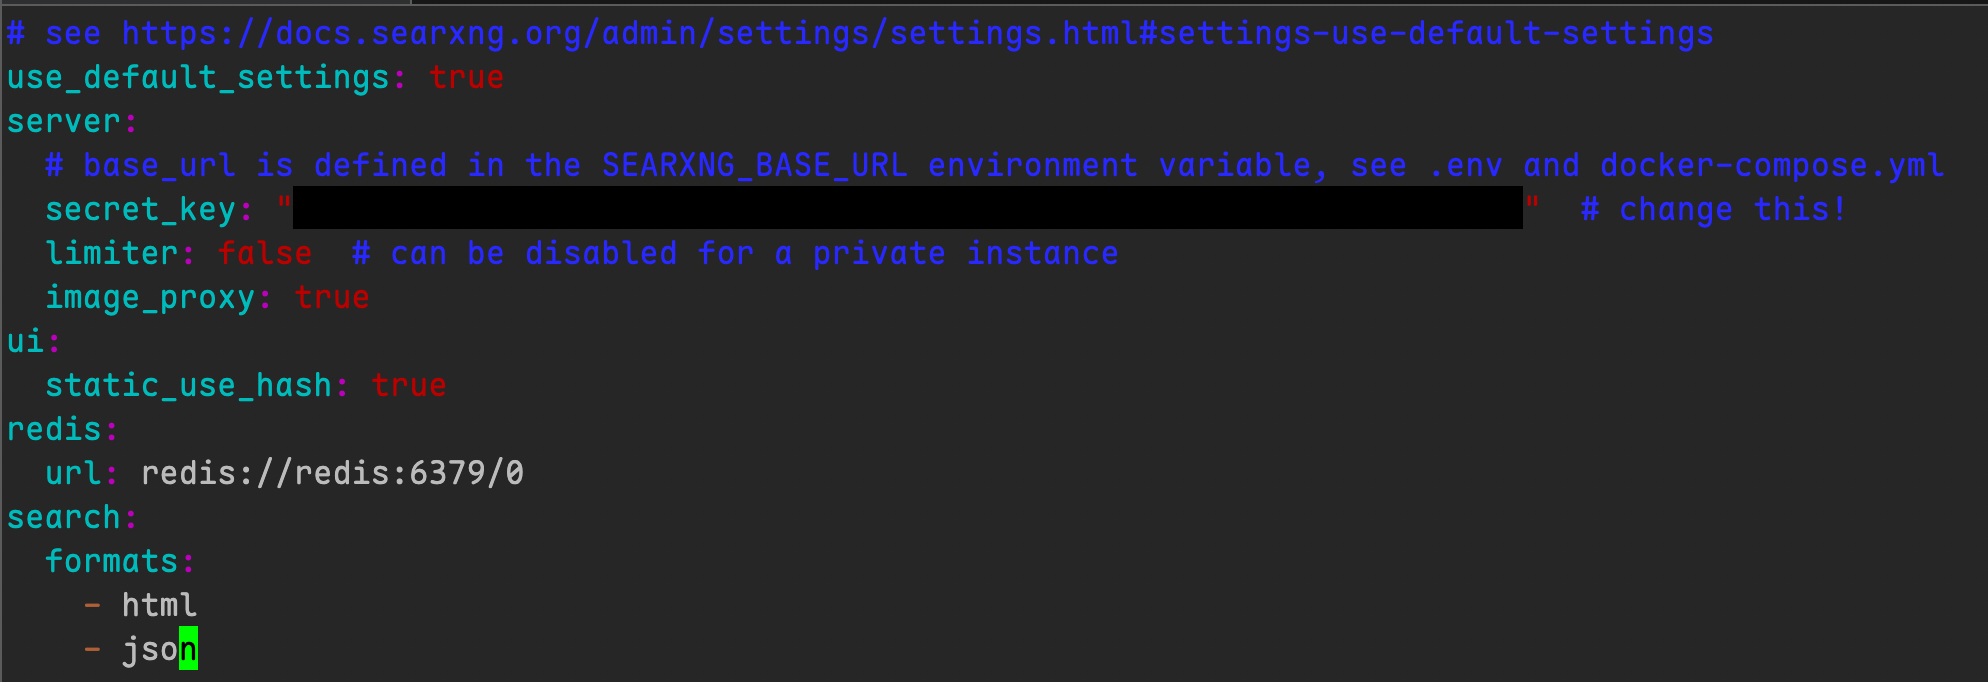 # see https://docs.searxng.org/admin/settings/settings.html#settings-use-default-settings
use_default_settings: true
server:
  # base_url is defined in the SEARXNG_BASE_URL environment variable, see .env and docker-compose.yml
  secret_key: ""  # change this!
  limiter: false  # can be disabled for a private instance
  image_proxy: true
ui:
  static_use_hash: true
redis:
  url: redis://redis:6379/0
search:
  formats:
    - html
    - json